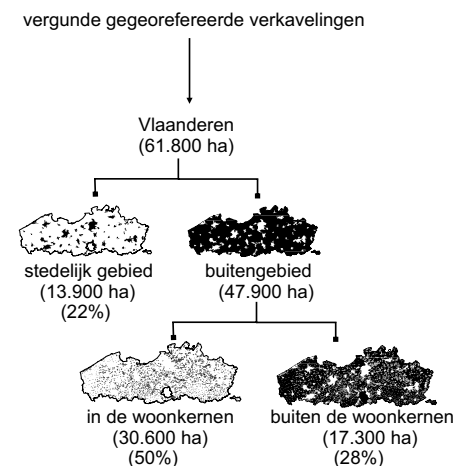 vergunde gegeorefereerde verkavelingen
Vlaanderen
(61.800 ha)
stedelijk gebied
(13.900 ha)
(22%)
buitengebied
(47.900 ha)
in de woonkernen
(30.600 ha)
(50%)
buiten de woonkernen
(17.300 ha)
(28%)